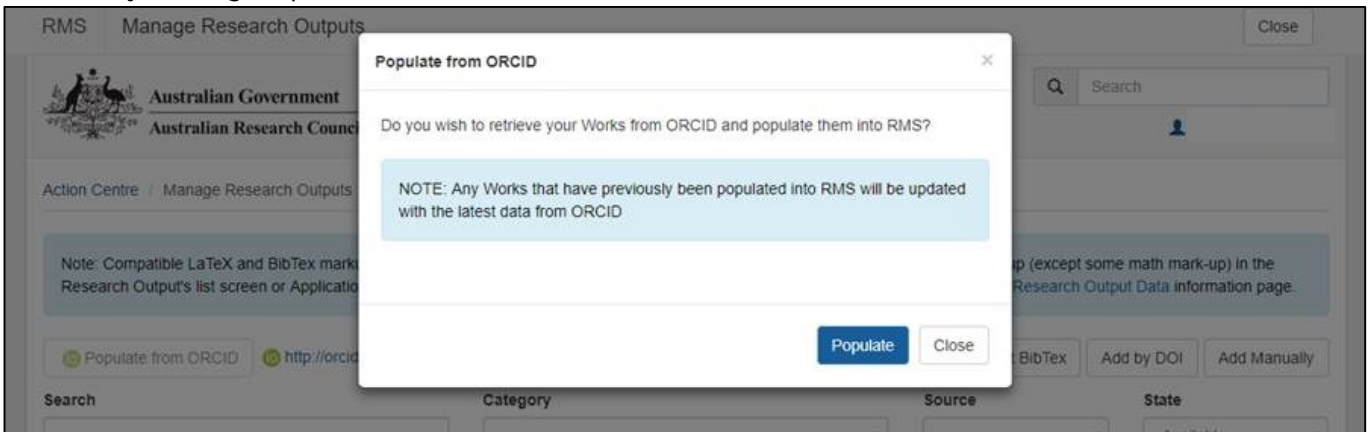 RMS Manage Research Outputs Close
Populate from ORCID ×
Australian Government
Search
Australian Research Counci
Do you wish to retrieve your Works from ORCID and populate them into RMS?
Action Centre / Manage Research Outputs
NOTE: Any Works that have previously been populated into RMS will be updated
with the latest data from ORCID
Note: Compatible LaTeX and BibTex mark up (except some math mark-up) in the
Research Output's list screen or Applicatio Research Output Data information page.
Populate Close
Populate from ORCID http://orcid BibTex Add by DOI Add Manually
Search Category Source State